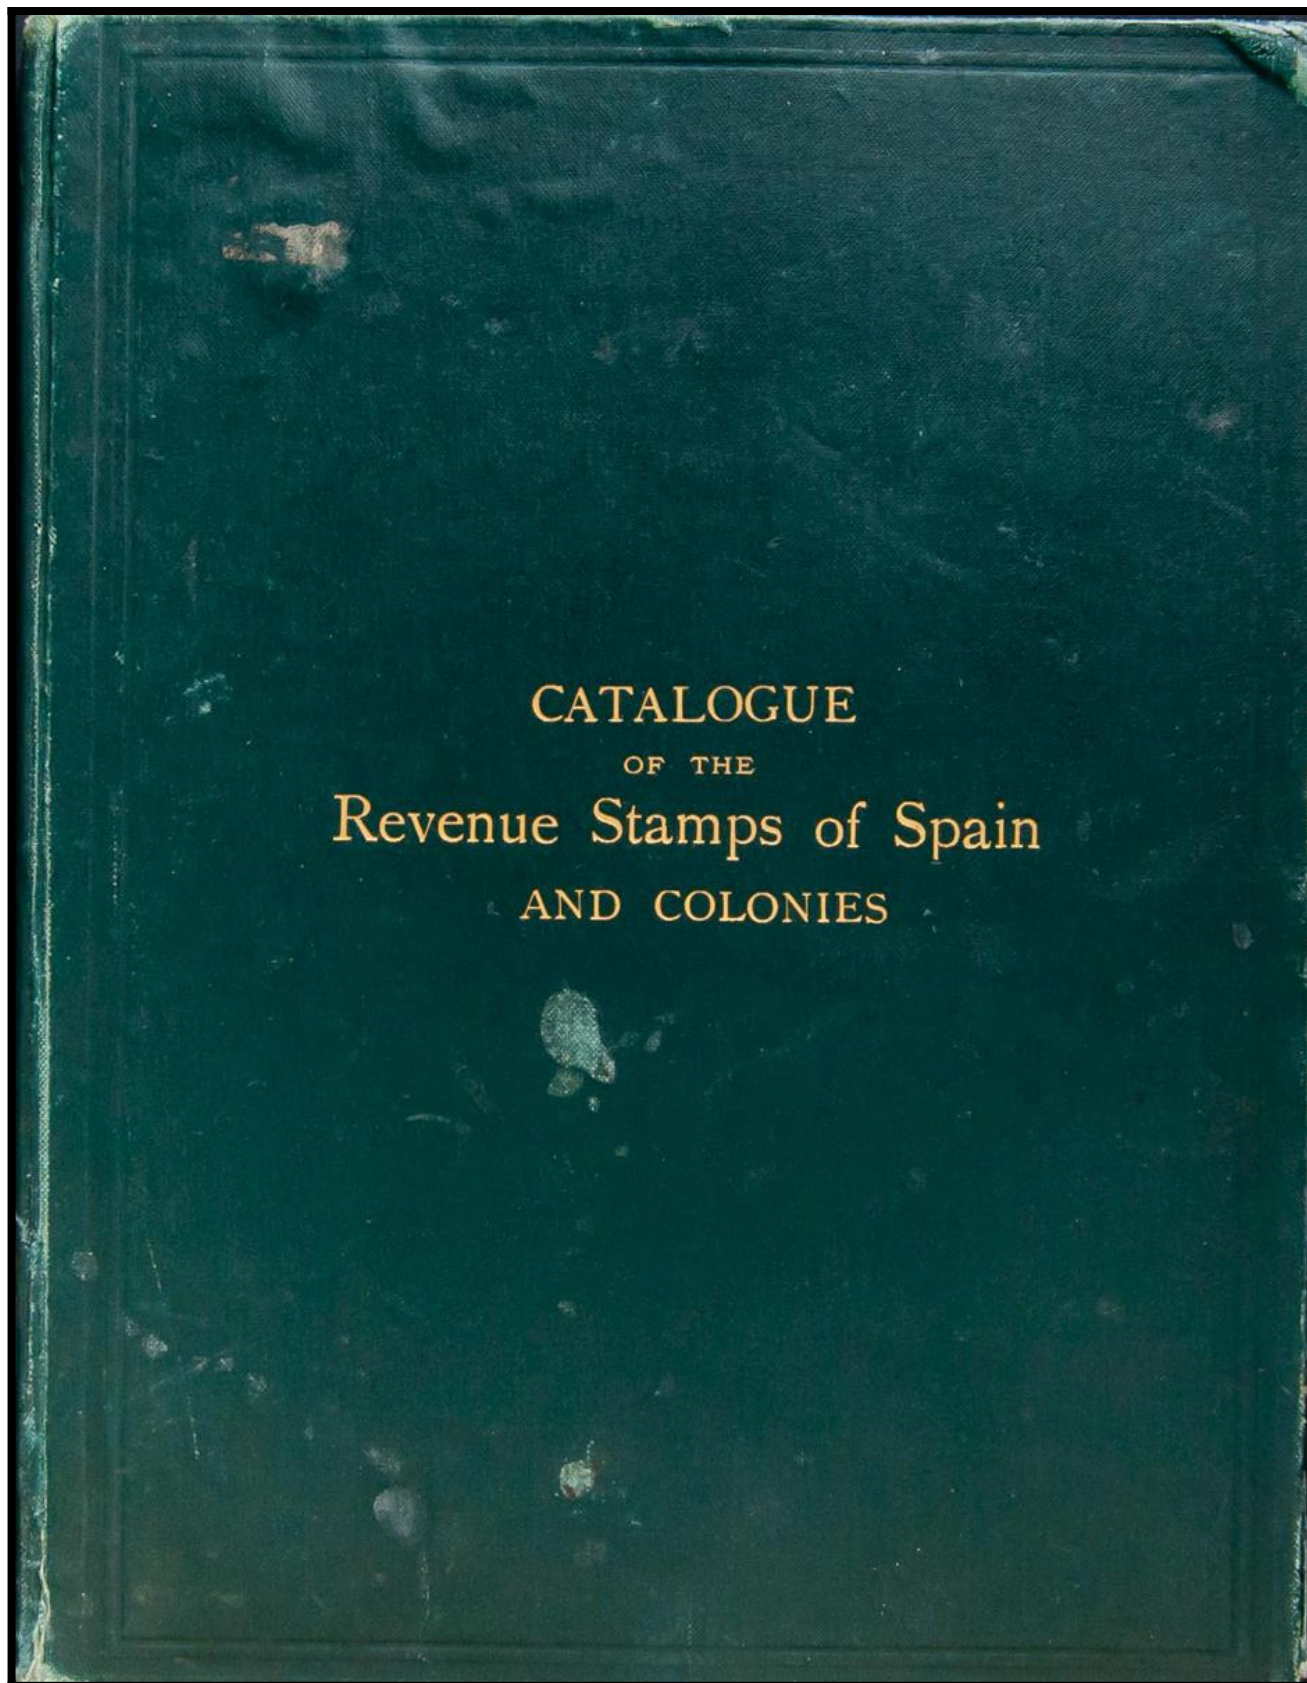 CATALOGUE
OF THE
Revenue Stamps of Spain
AND COLONIES